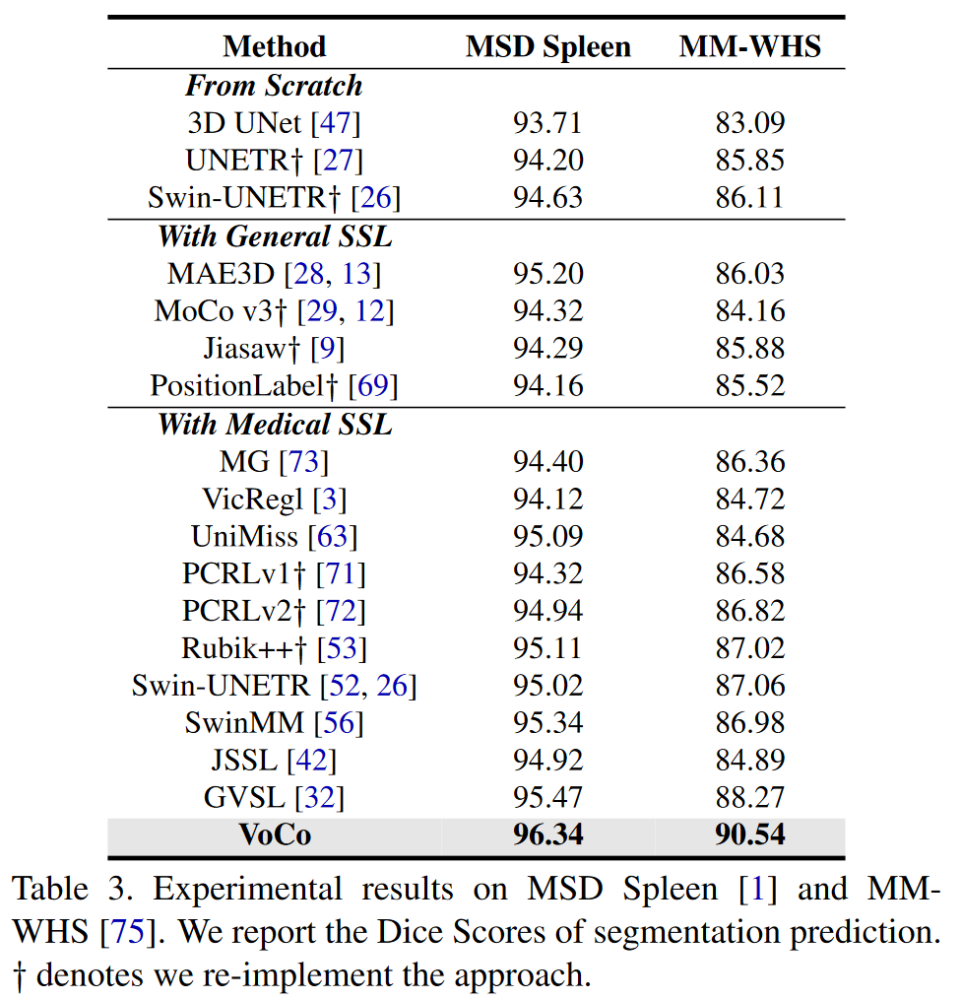 Method MSD Spleen MM-WHS
From Scratch
3D UNet [47] 93.71 83.09
UNETR† [27] 94.20 85.85
Swin-UNETR† [26] 94.63 86.11
With General SSL
MAE3D [28, 13] 95.20 86.03
MoCo v3† [29, 12] 94.32 84.16
Jiasaw† [9] 94.29 85.88
PositionLabel† [69] 94.16 85.52
With Medical SSL
MG [73] 94.40 86.36
VicRegl [3] 94.12 84.72
UniMiss [63] 95.09 84.68
PCRLv1† [71] 94.32 86.58
PCRLv2† [72] 94.94 86.82
Rubik++† [53] 95.11 87.02
Swin-UNETR [52, 26] 95.02 87.06
SwinMM [56] 95.34 86.98
JSSL [42] 94.92 84.89
GVSL [32] 95.47 88.27
VoCo 96.34 90.54
Table 3. Experimental results on MSD Spleen [1] and MM-
WHS [75]. We report the Dice Scores of segmentation prediction.
† denotes we re-implement the approach.